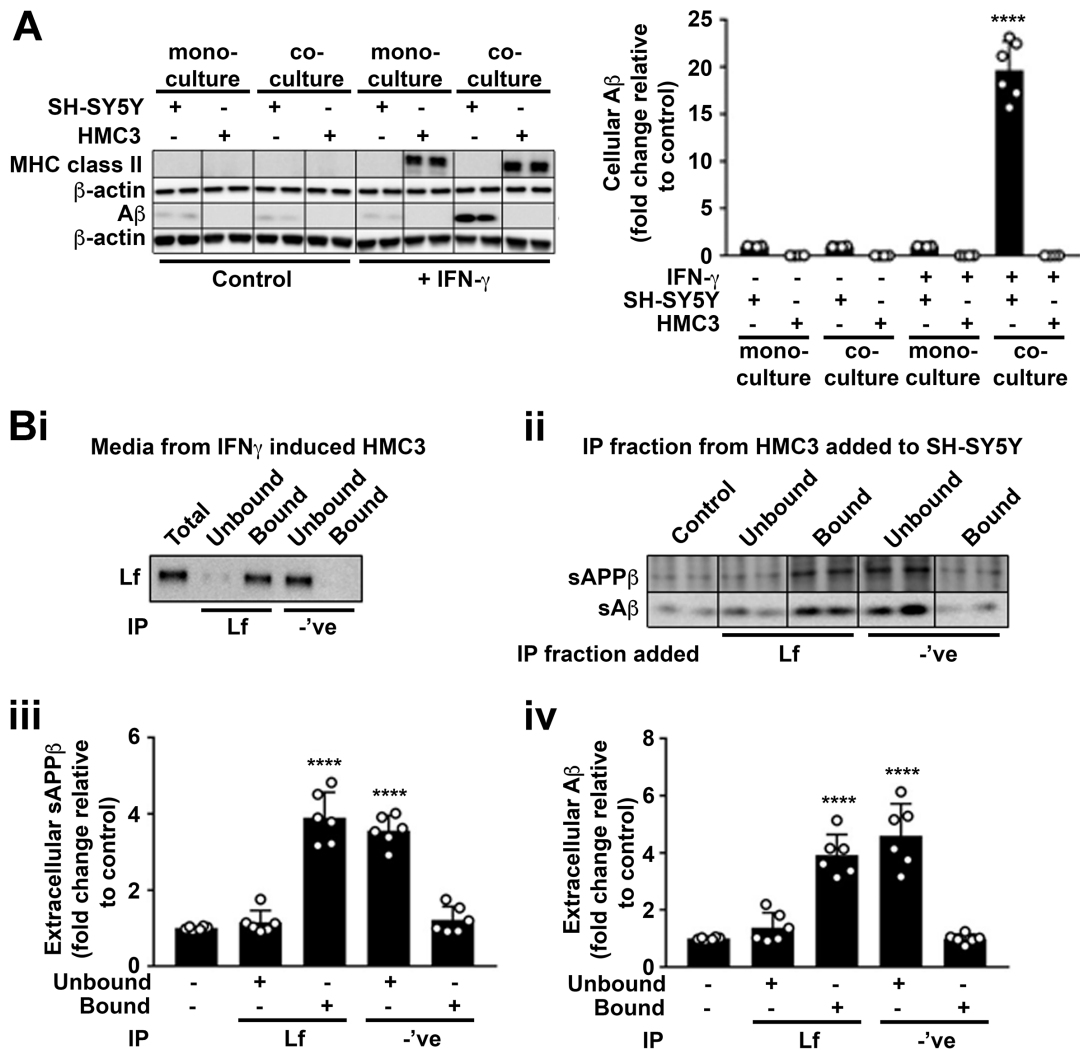 A
mono-culture co-culture mono-culture co-culture
SH-SY5Y + - + - + - + -
HMC3 - + - + - + - +
MHC class II
β-actin
Aβ
β-actin
Control + IFN-γ
Cellular Aβ
(fold change relative
to control)
25
20
15
10
5
0
****
IFN-γ - - - - + + + +
SH-SY5Y + - + - + - + -
HMC3 - + - + - + - +
mono- co- mono- co-
culture culture culture culture
Bi
Media from IFNγ induced HMC3
Total Unbound Bound Unbound Bound
Lf
IP Lf -’ve
ii
IP fraction from HMC3 added to SH-SY5Y
Control Unbound Bound Unbound Bound
sAPPβ
sAβ
IP fraction added Lf -’ve
iii
Extracellular sAPPβ
(fold change relative
to control)
6
4
2
0
**** ****
Unbound - + - + -
Bound - - + - +
IP Lf -’ve
iv
Extracellular Aβ
(fold change relative
to control)
8
6
4
2
0
**** ****
Unbound - + - + -
Bound - - + - +
IP Lf -’ve